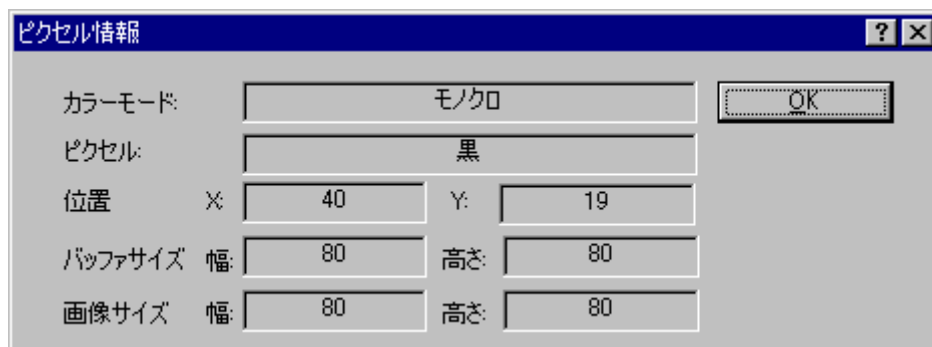 ピクセル情報
カラーモード: モノクロ OK
ピクセル: 黒
位置 X: 40 Y: 19
バッファサイズ 幅: 80 高さ: 80
画像サイズ 幅: 80 高さ: 80